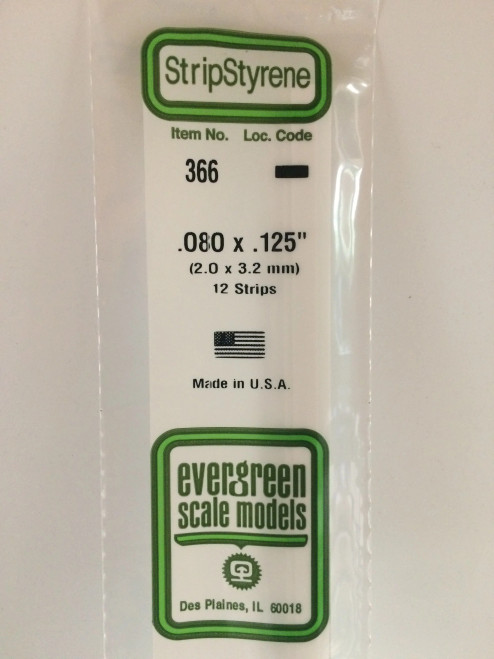 StripStyrene
Item No. Loc. Code
366
.080 x .125"
(2.0 x 3.2 mm)
12 Strips
Made in U.S.A.
evergreen
scale models
Des Plaines, IL 60018